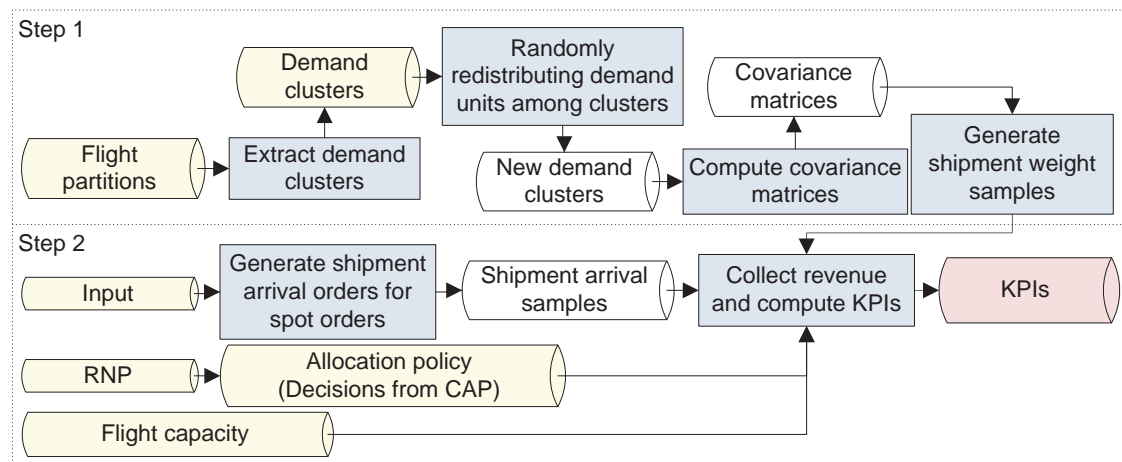 Step 1
Demand
clusters
Randomly
redistributing demand
units among clusters
Covariance
matrices
Flight
partitions
Extract demand
clusters
New demand
clusters
Compute covariance
matrices
Generate
shipment weight
samples
Step 2
Input
Generate shipment
arrival orders for
spot orders
Shipment arrival
samples
Collect revenue
and compute KPIs
KPIs
RNP
Allocation policy
(Decisions from CAP)
Flight capacity